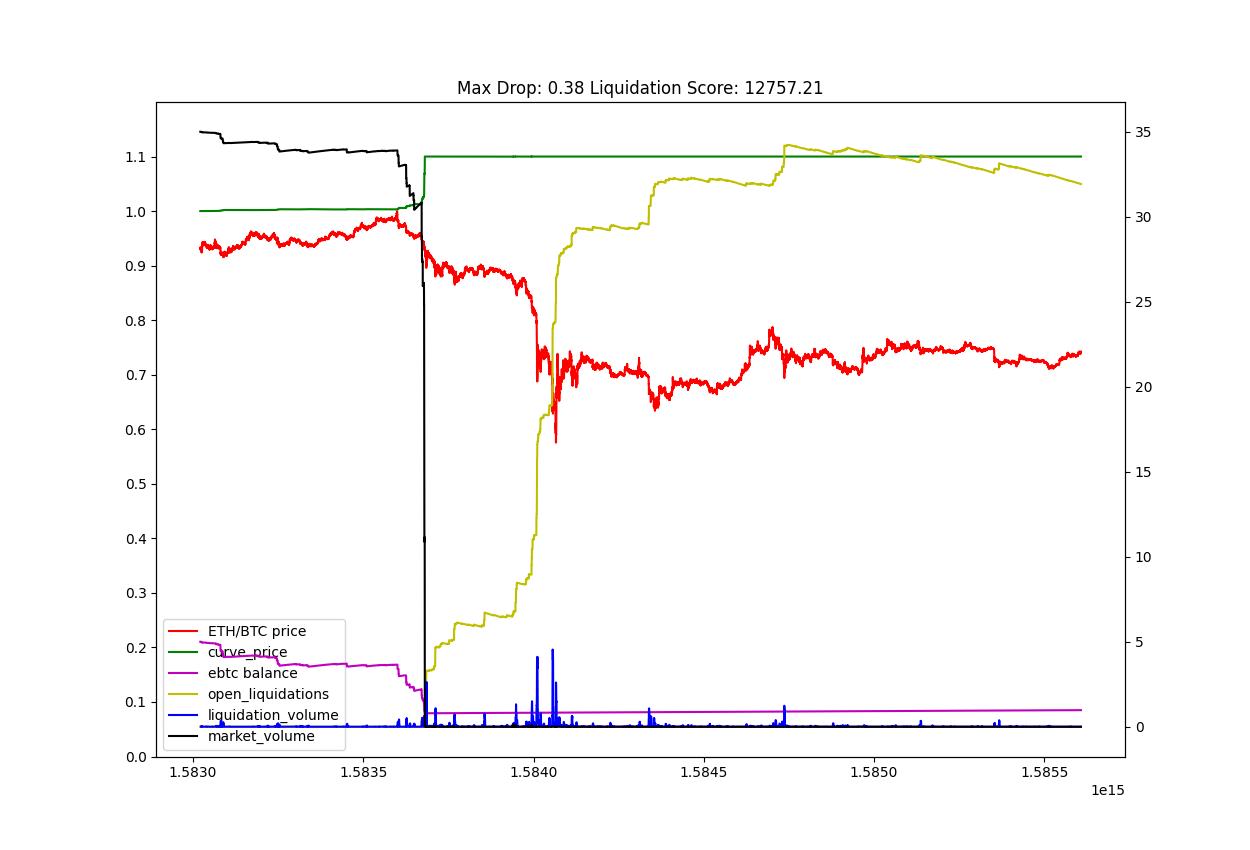 Max Drop: 0.38 Liquidation Score: 12757.21
1.1
1.0
0.9
0.8
0.7
0.6
0.5
0.4
0.3
0.2
0.1
0.0
35
30
25
20
15
10
5
0
ETH/BTC price
curve_price
ebtc balance
open_liquidations
liquidation_volume
market_volume
1.5830 1.5835 1.5840 1.5845 1.5850 1.5855
1e15